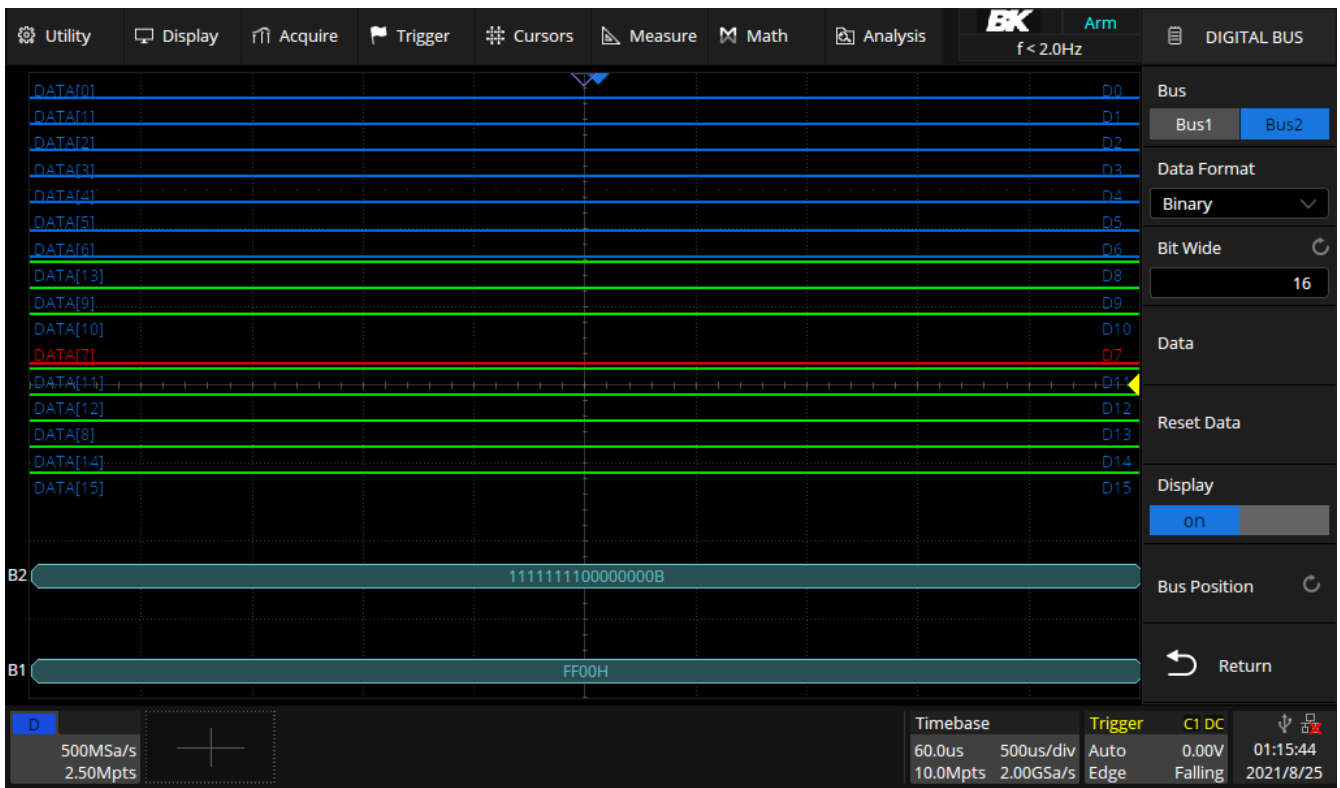 Utility Display Acquire Trigger Cursors Measure Math Analysis BK Arm DIGITAL BUS
f < 2.0Hz
DATA[0] D0
DATA[1] D1
DATA[2] D2
DATA[3] D3
DATA[4] D4
DATA[5] D5
DATA[6] D6
DATA[13] D8
DATA[9] D9
DATA[10] D10
DATA[7] D7
DATA[11] D11
DATA[12] D12
DATA[8] D13
DATA[14] D14
DATA[15] D15
B2 1111111100000000B
B1 FF00H
Bus
Bus1 Bus2
Data Format
Binary
Bit Wide
16
Data
Reset Data
Display
on
Bus Position
Return
D
500MSa/s
2.50Mpts
Timebase
60.0us 500us/div
10.0Mpts 2.00GSa/s
Trigger C1 DC
Auto 0.00V
Edge Falling
01:15:44
2021/8/25